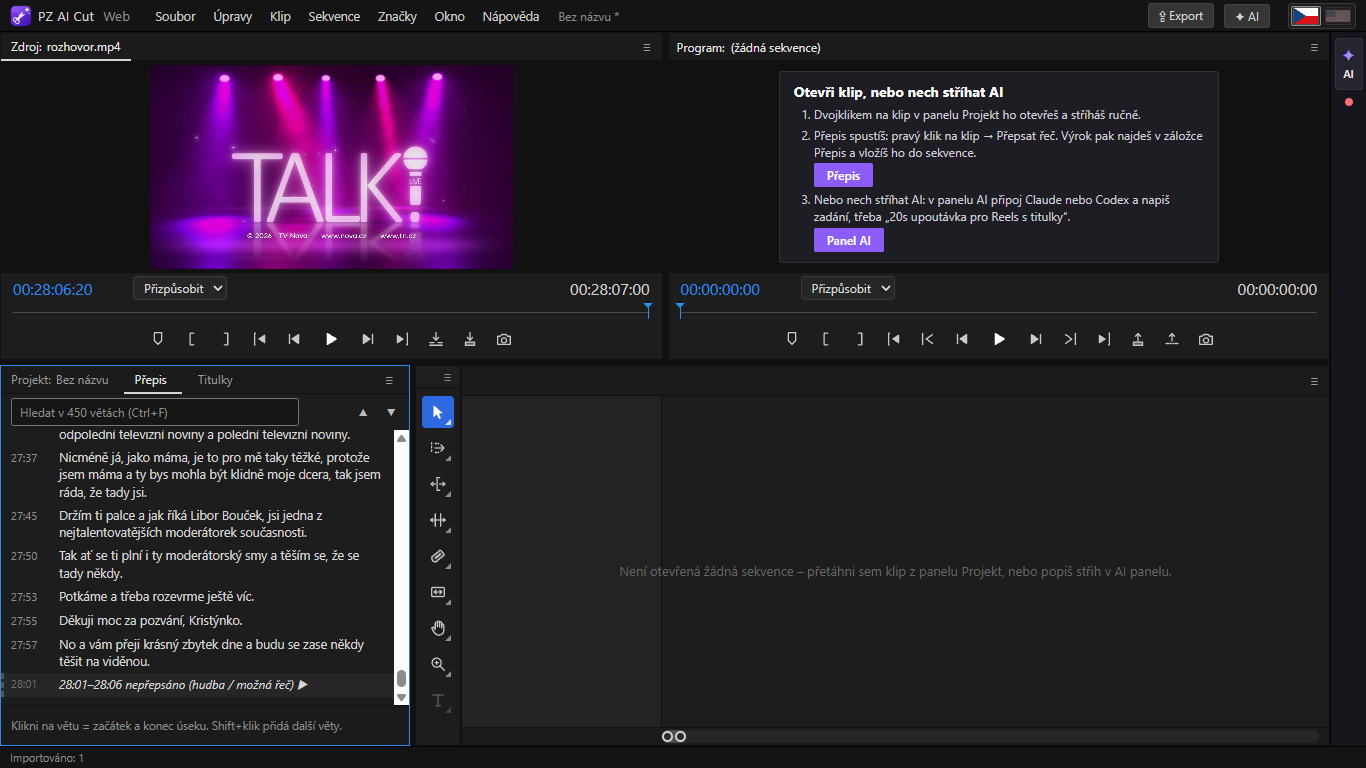 PZ AI Cut Web
Soubor Úpravy Klip Sekvence Značky Okno Nápověda Bez názvu *
Export
AI
Zdroj: rozhovor.mp4
TALK
LIVE
© 2026 TV Nova www.nova.cz www.tn.cz
00:28:06:20 Přizpůsobit 00:28:07:00
Program: (žádná sekvence)
Otevři klip, nebo nech stříhat AI
1. Dvojklikem na klip v panelu Projekt ho otevřeš a stříháš ručně.
2. Přepis spustíš: pravý klik na klip → Přepsat řeč. Výrok pak najdeš v záložce
Přepis a vložíš ho do sekvence.
Přepis
3. Nebo nech stříhat AI: v panelu AI připoj Claude nebo Codex a napiš
zadání, třeba „20s upoutávka pro Reels s titulky“.
Panel AI
00:00:00:00 Přizpůsobit 00:00:00:00
AI
Projekt: Bez názvu Přepis Titulky
Hledat v 450 větách (Ctrl+F)
odpolední televizní noviny a polední televizní noviny.
27:37 Nicméně já, jako máma, je to pro mě taky těžké, protože
jsem máma a ty bys mohla být klidně moje dcera, tak jsem
ráda, že tady jsi.
27:45 Držím ti palce a jak říká Libor Bouček, jsi jedna z
nejtalentovatějších moderátorek současnosti.
27:50 Tak ať se ti plní i ty moderátorský smy a těším se, že se
tady někdy.
27:53 Potkáme a třeba rozevrme ještě víc.
27:55 Děkuji moc za pozvání, Kristýnko.
27:57 No a vám přeji krásný zbytek dne a budu se zase někdy
těšit na viděnou.
28:01 28:01–28:06 nepřepsáno (hudba / možná řeč)
Klikni na větu = začátek a konec úseku. Shift+klik přidá další věty.
Není otevřená žádná sekvence – přetáhni sem klip z panelu Projekt, nebo popiš střih v AI panelu.
Importováno: 1